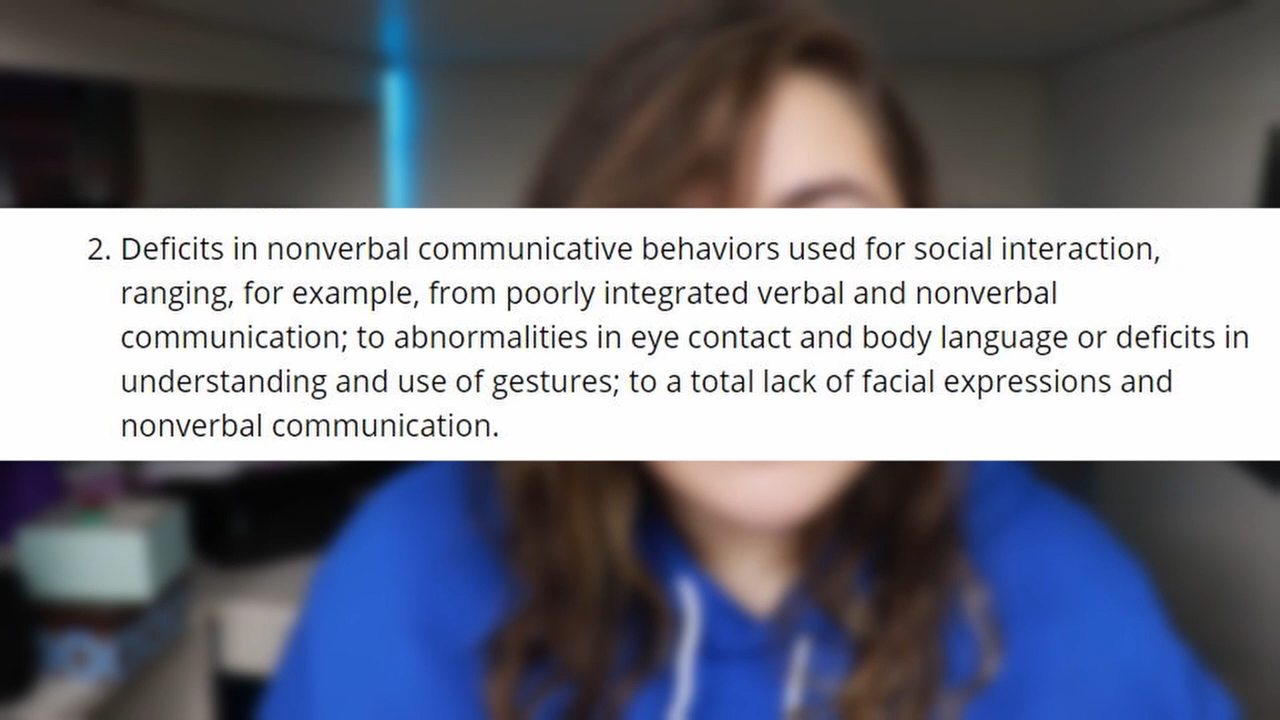 2. Deficits in nonverbal communicative behaviors used for social interaction,
ranging, for example, from poorly integrated verbal and nonverbal
communication; to abnormalities in eye contact and body language or deficits in
understanding and use of gestures; to a total lack of facial expressions and
nonverbal communication.